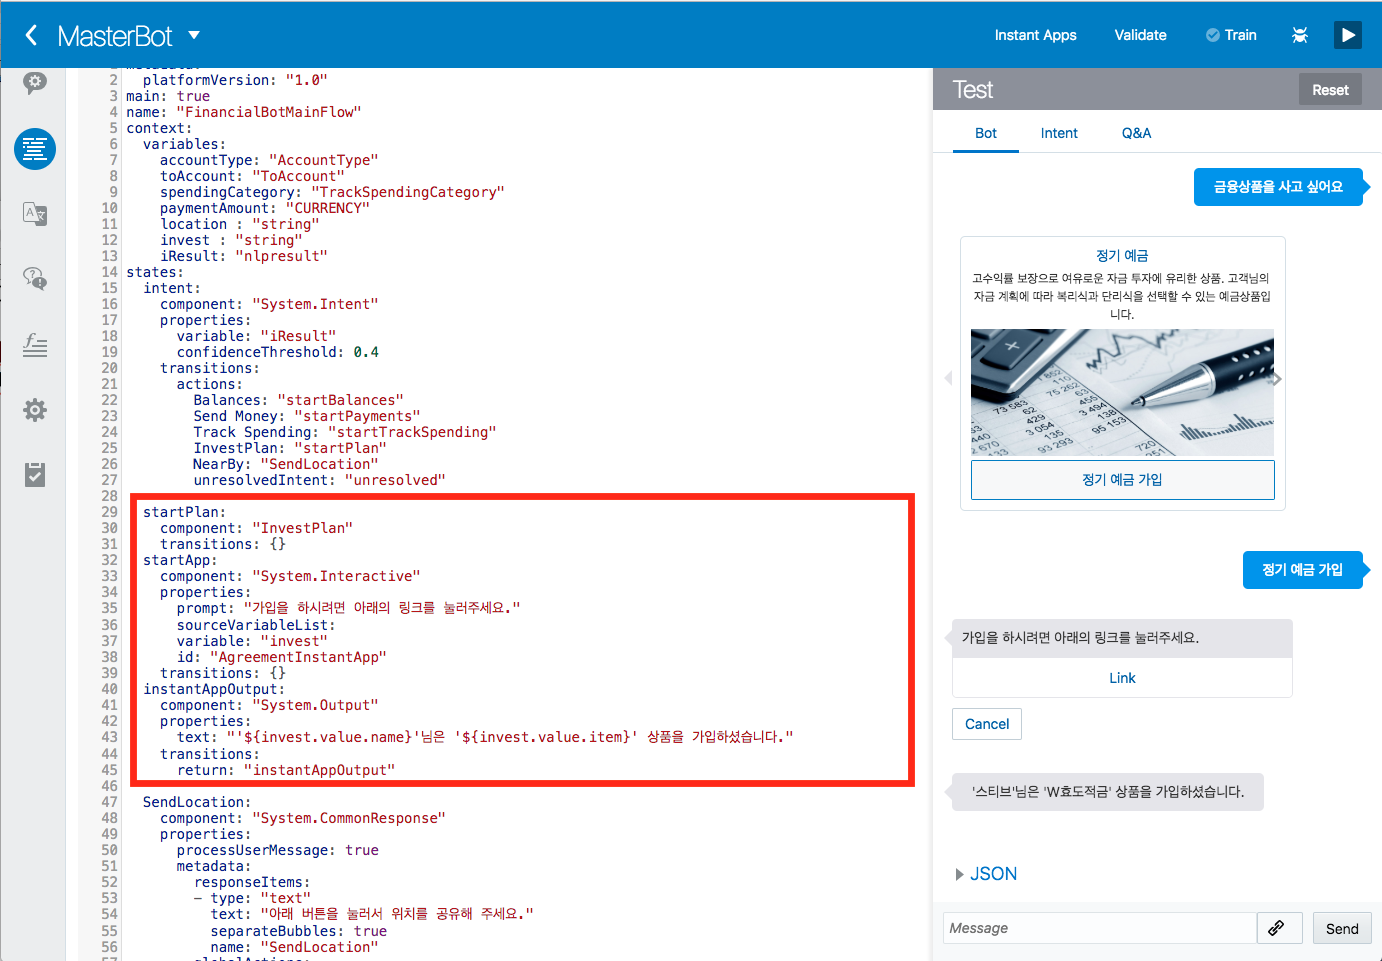 MasterBot
Instant Apps
Validate
Train
2 platformVersion: "1.0"
3 main: true
4 name: "FinancialBotMainFlow"
5 context:
6 variables:
7 accountType: "AccountType"
8 toAccount: "ToAccount"
9 spendingCategory: "TrackSpendingCategory"
10 paymentAmount: "CURRENCY"
11 location : "string"
12 invest : "string"
13 iResult: "nlpresult"
14 states:
15 intent:
16 component: "System.Intent"
17 properties:
18 variable: "iResult"
19 confidenceThreshold: 0.4
20 transitions:
21 actions:
22 Balances: "startBalances"
23 Send Money: "startPayments"
24 Track Spending: "startTrackSpending"
25 InvestPlan: "startPlan"
26 NearBy: "SendLocation"
27 unresolvedIntent: "unresolved"
28
29 startPlan:
30 component: "InvestPlan"
31 transitions: {}
32 startApp:
33 component: "System.Interactive"
34 properties:
35 prompt: "가입을 하시려면 아래의 링크를 눌러주세요."
36 sourceVariableList:
37 variable: "invest"
38 id: "AgreementInstantApp"
39 transitions: {}
40 instantAppOutput:
41 component: "System.Output"
42 properties:
43 text: "'${invest.value.name}'님은 '${invest.value.item}' 상품을 가입하셨습니다."
44 transitions:
45 return: "instantAppOutput"
46
47 SendLocation:
48 component: "System.CommonResponse"
49 properties:
50 processUserMessage: true
51 metadata:
52 responseItems:
53 - type: "text"
54 text: "아래 버튼을 눌러서 위치를 공유해 주세요."
55 separateBubbles: true
56 name: "SendLocation"
Test
Reset
Bot
Intent
Q&A
금융상품을 사고 싶어요
정기 예금
고수익률 보장으로 여유로운 자금 투자에 유리한 상품. 고객님의
자금 계획에 따라 복리식과 단리식을 선택할 수 있는 예금상품입
니다.
정기 예금 가입
정기 예금 가입
가입을 하시려면 아래의 링크를 눌러주세요.
Link
Cancel
'스티브'님은 'W효도적금' 상품을 가입하셨습니다.
JSON
Message
Send